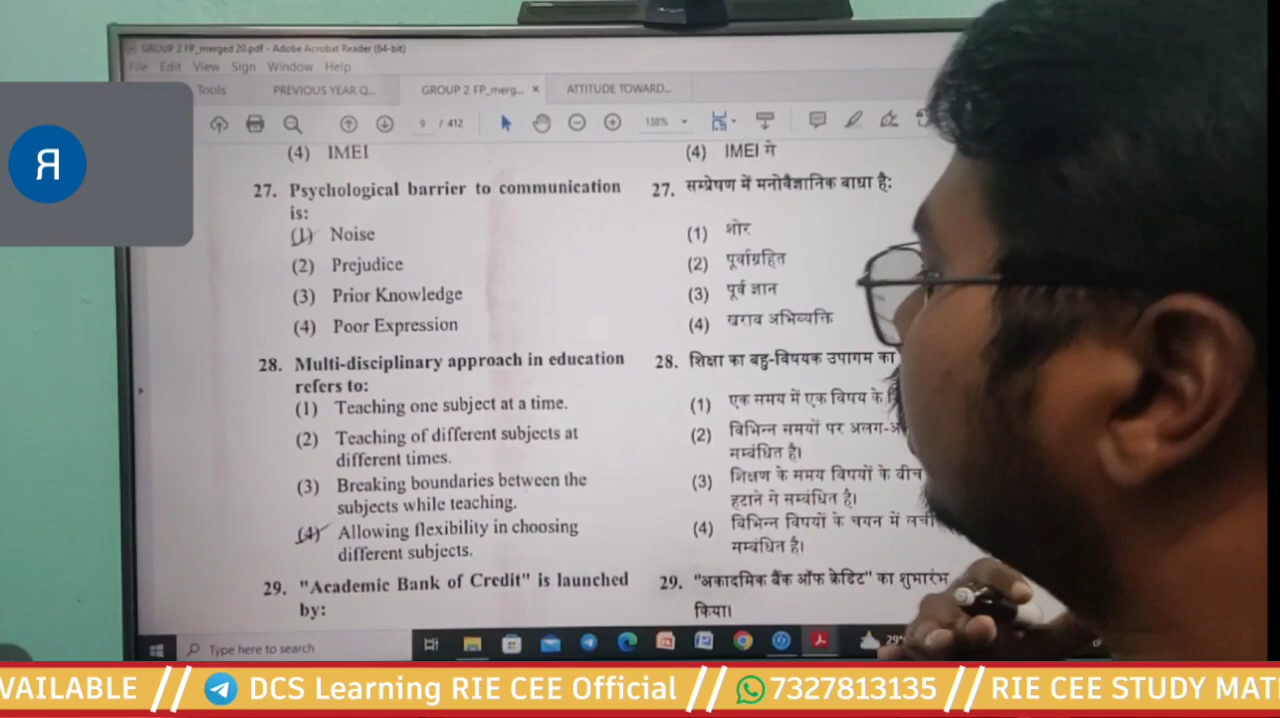 GROUP 2 FP_merged 20.pdf - Adobe Acrobat Reader (64-bit)
File Edit View Sign Window Help
Tools PREVIOUS YEAR Q... GROUP 2 FP_merg... × ATTITUDE TOWARD...
9 / 412 138%
Я
(4) IMEI
27. Psychological barrier to communication
is:
(1) Noise
(2) Prejudice
(3) Prior Knowledge
(4) Poor Expression
28. Multi-disciplinary approach in education
refers to:
(1) Teaching one subject at a time.
(2) Teaching of different subjects at
different times.
(3) Breaking boundaries between the
subjects while teaching.
(4) Allowing flexibility in choosing
different subjects.
29. "Academic Bank of Credit" is launched
by:
(4) IMEI से
27. सम्प्रेषण में मनोवैज्ञानिक बाधा है:
(1) शोर
(2) पूर्वाग्रहित
(3) पूर्व ज्ञान
(4) खराब अभिव्यक्ति
28. शिक्षा का बहु-विषयक उपागम का
(1) एक समय में एक विषय के
(2) विभिन्न समयों पर
सम्बंधित है।
(3) शिक्षण के समय विषयों के बीच
हटाने से सम्बंधित है।
(4) विभिन्न विषयों के चयन में
सम्बंधित है।
29. "अकादमिक बैंक ऑफ क्रेडिट" का शुभारंभ
किया।
Type here to search
29°
VAILABLE // DCS Learning RIE CEE Official // 7327813135 // RIE CEE STUDY MAT